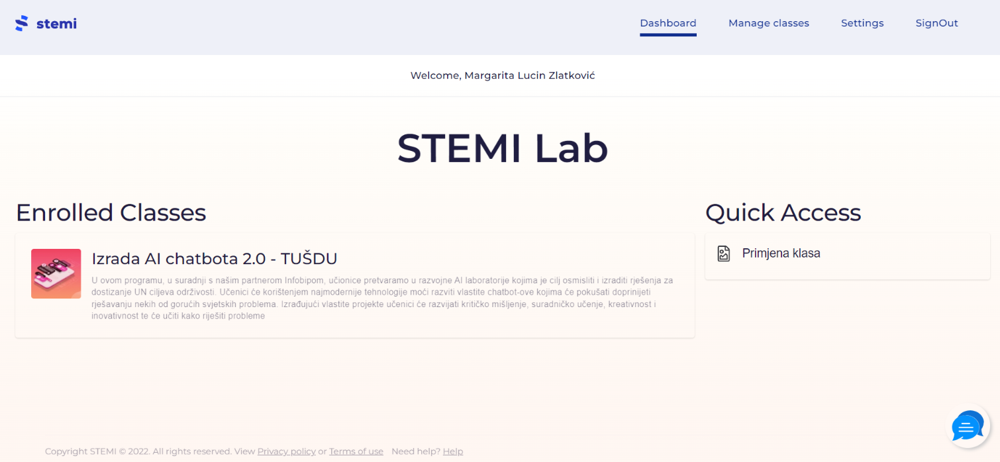 stemi
Dashboard
Manage classes
Settings
SignOut
Welcome, Margarita Lucin Zlatković
STEMI Lab
Enrolled Classes
Izrada AI chatbota 2.0 - TUŠDU
U ovom programu, u suradnji s našim partnerom Infobipom, učionice pretvaramo u razvojne AI laboratorije kojima je cilj osmisliti i izraditi rješenja za
dostizanje UN ciljeva održivosti. Učenici će korištenjem najmodernije tehnologije moći razviti vlastite chatbot-ove kojima će pokušati doprinijeti
rješavanju nekih od gorućih svjetskih problema. Izrađujući vlastite projekte učenici će razvijati kritičko mišljenje, suradničko učenje, kreativnost i
inovativnost te će učiti kako riješiti probleme
Quick Access
Primjena klasa
Copyright STEMI © 2022. All rights reserved. View Privacy policy or Terms of use Need help? Help